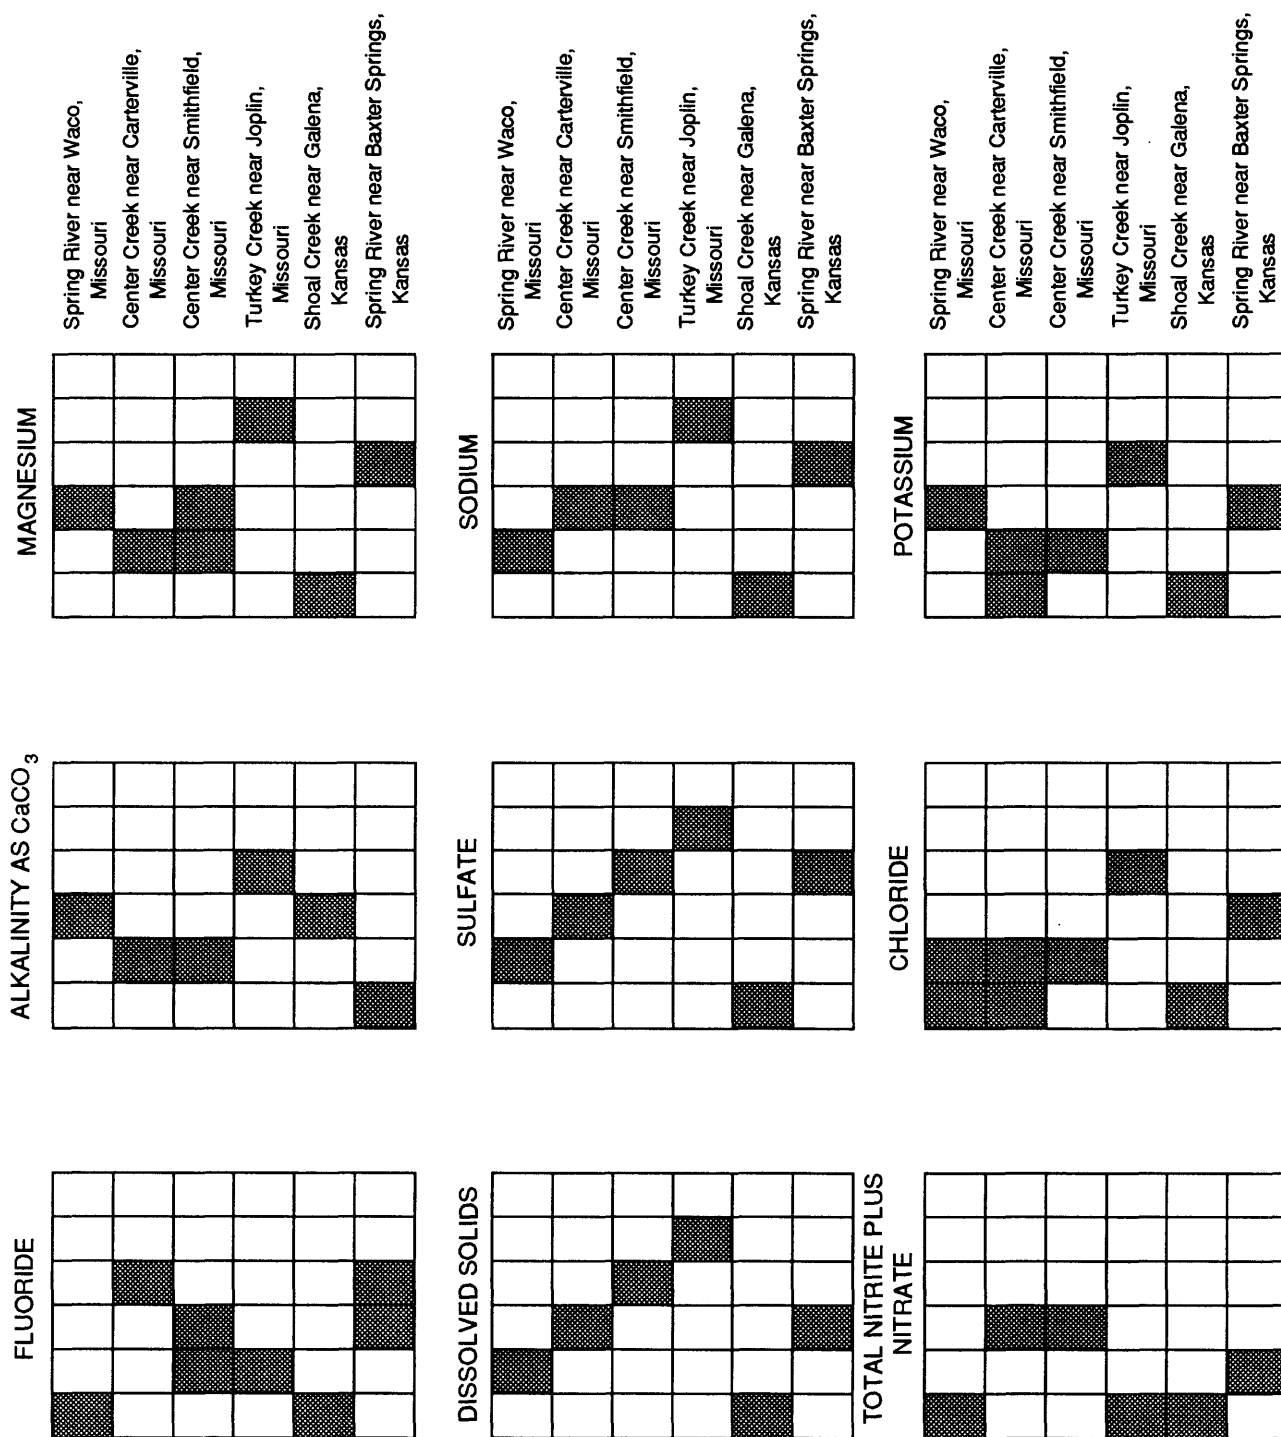 MAGNESIUM
Spring River near Waco,
Missouri
Center Creek near Carterville,
Missouri
Center Creek near Smithfield,
Missouri
Turkey Creek near Joplin,
Missouri
Shoal Creek near Galena,
Kansas
Spring River near Baxter Springs,
Kansas
SODIUM
Spring River near Waco,
Missouri
Center Creek near Carterville,
Missouri
Center Creek near Smithfield,
Missouri
Turkey Creek near Joplin,
Missouri
Shoal Creek near Galena,
Kansas
Spring River near Baxter Springs,
Kansas
POTASSIUM
Spring River near Waco,
Missouri
Center Creek near Carterville,
Missouri
Center Creek near Smithfield,
Missouri
Turkey Creek near Joplin,
Missouri
Shoal Creek near Galena,
Kansas
Spring River near Baxter Springs,
Kansas
ALKALINITY AS CaCO3
SULFATE
CHLORIDE
FLUORIDE
DISSOLVED SOLIDS
TOTAL NITRITE PLUS
NITRATE